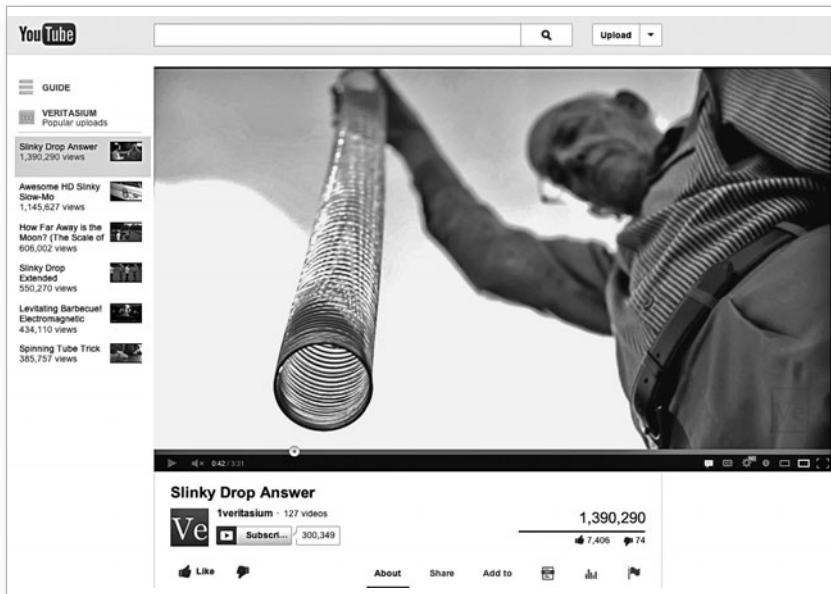 YouTube
Upload
GUIDE
VERITASIUM
Popular uploads
Slinky Drop Answer
1,390,290 views
Awesome HD Slinky
Slow-Mo
1,145,627 views
How Far Away is the
Moon? (The Scale of
606,002 views
Slinky Drop
Extended
550,270 views
Levitating Barbecue!
Electromagnetic
434,110 views
Spinning Tube Trick
385,757 views
Ve
0:42 / 3:31
Slinky Drop Answer
Ve
1veritasium · 127 videos
Subscri... 300,349
1,390,290
7,406 74
Like
About Share Add to